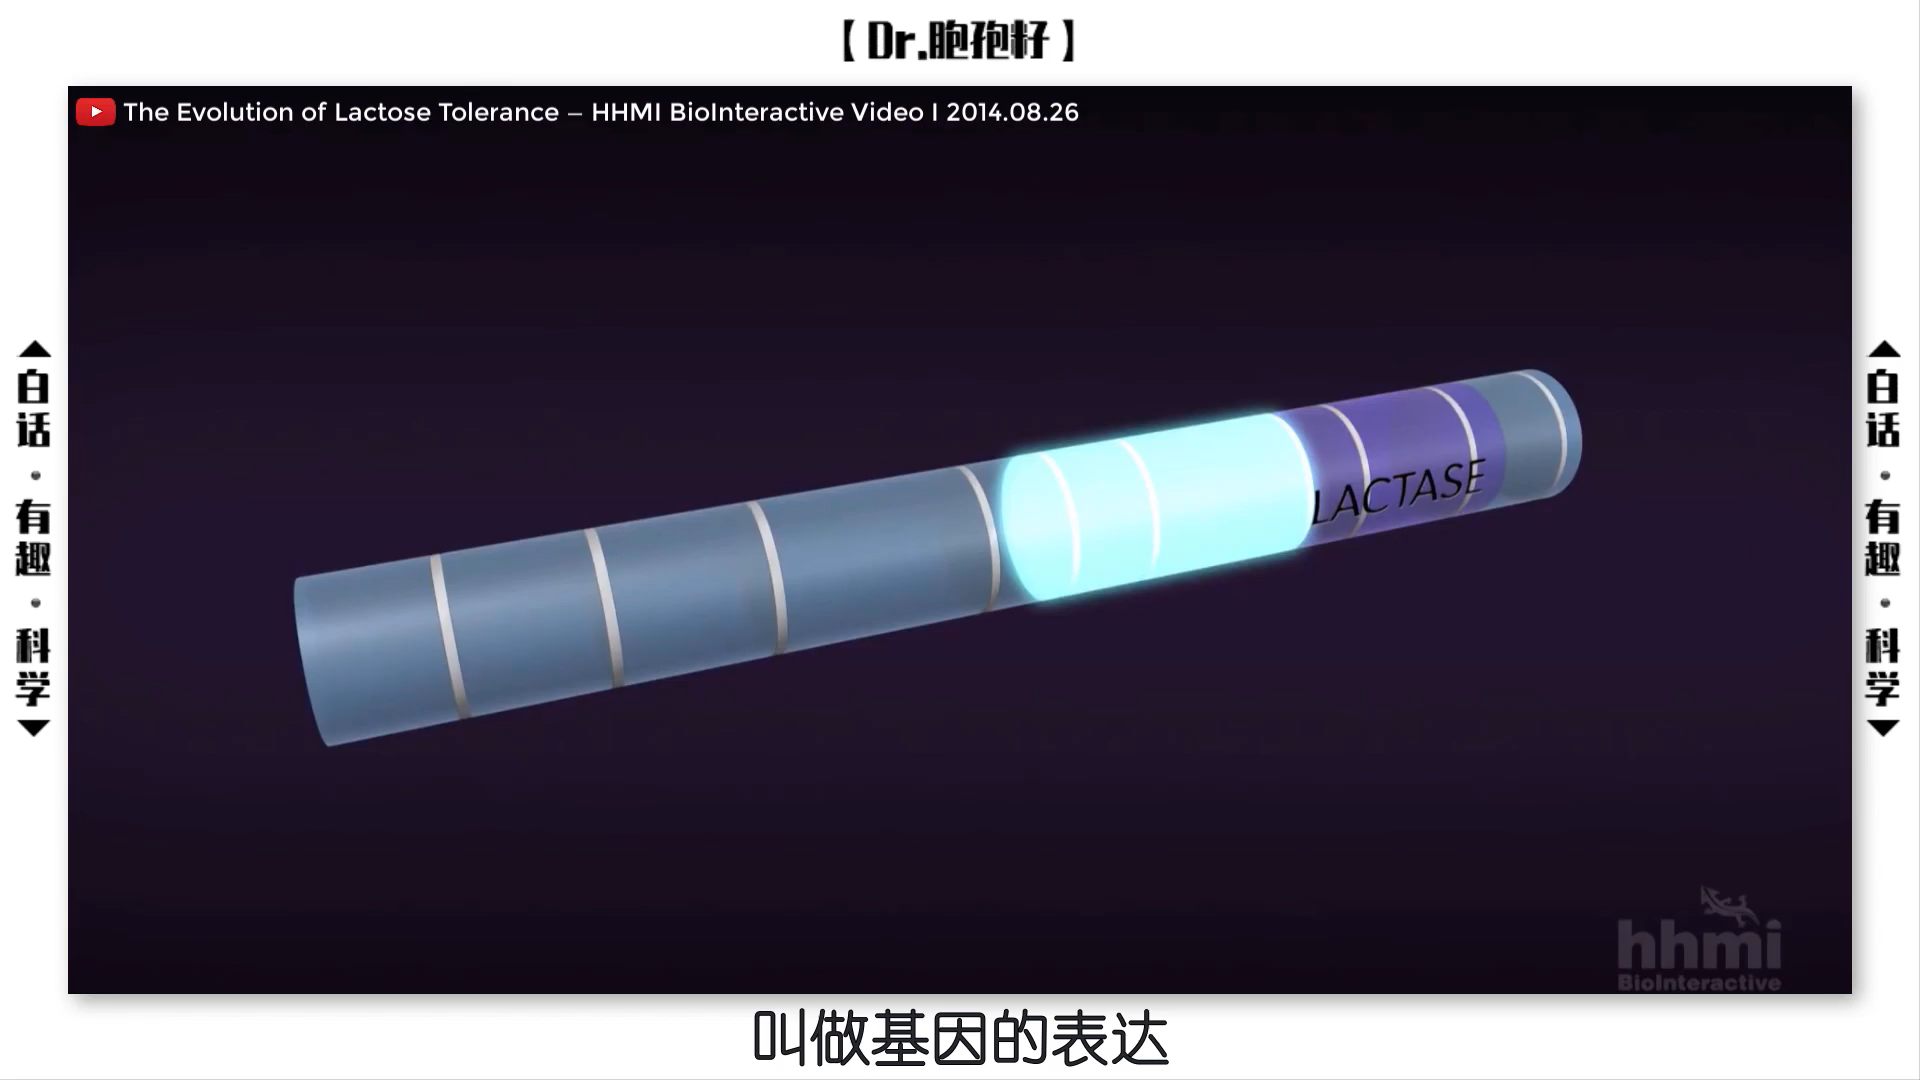 【Dr.胞孢籽】
The Evolution of Lactose Tolerance — HHMI BioInteractive Video I 2014.08.26
白话·有趣·科学
LACTASE
白话·有趣·科学
hhmi
BioInteractive
叫做基因的表达